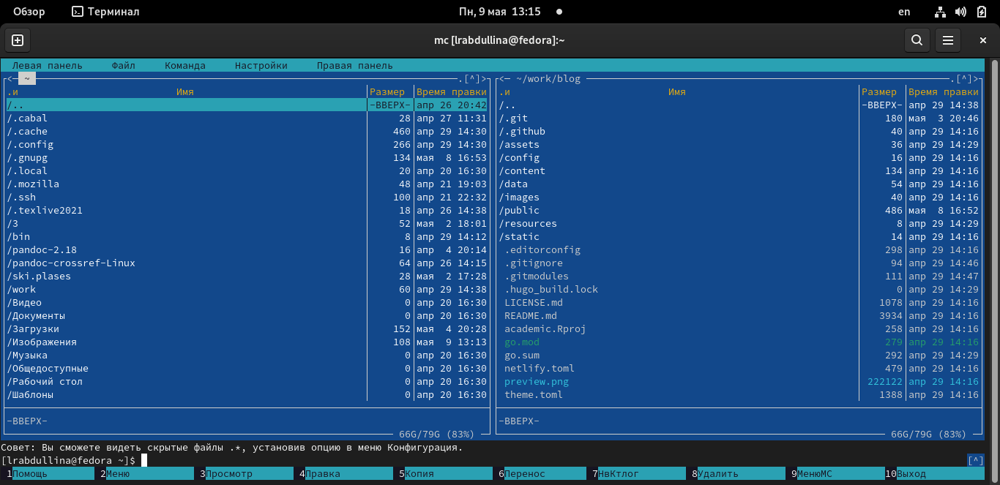 Обзор Терминал Пн, 9 мая 13:15 en
mc [lrabdullina@fedora]:~
Левая панель Файл Команда Настройки Правая панель
<─ ~ .[^]> <─ ~/work/blog .[^]>
.и Имя Размер Время правки .и Имя Размер Время правки
/.. -ВВЕРХ- апр 26 20:42 /.. -ВВЕРХ- апр 29 14:38
/.cabal 28 апр 27 11:31 /.git 180 мая 3 20:46
/.cache 460 апр 29 14:30 /.github 40 апр 29 14:16
/.config 266 апр 29 14:30 /assets 36 апр 29 14:29
/.gnupg 134 мая 8 16:53 /config 16 апр 29 14:16
/.local 20 апр 20 16:30 /content 134 апр 29 14:16
/.mozilla 48 апр 21 19:03 /data 54 апр 29 14:16
/.ssh 100 апр 21 22:32 /images 40 апр 29 14:16
/.texlive2021 18 апр 26 14:38 /public 486 мая 8 16:52
/3 52 мая 2 18:01 /resources 8 апр 29 14:29
/bin 8 апр 29 14:12 /static 14 апр 29 14:16
/pandoc-2.18 16 апр 4 20:14 .editorconfig 298 апр 29 14:16
/pandoc-crossref-Linux 64 апр 26 14:15 .gitignore 94 апр 29 14:46
/ski.plases 28 мая 2 17:28 .gitmodules 111 апр 29 14:47
/work 60 апр 29 14:38 .hugo_build.lock 0 апр 29 14:29
/Видео 0 апр 20 16:30 LICENSE.md 1078 апр 29 14:16
/Документы 0 апр 20 16:30 README.md 3934 апр 29 14:16
/Загрузки 152 мая 4 20:28 academic.Rproj 258 апр 29 14:16
/Изображения 108 мая 9 13:13 go.mod 279 апр 29 14:16
/Музыка 0 апр 20 16:30 go.sum 292 апр 29 14:29
/Общедоступные 0 апр 20 16:30 netlify.toml 479 апр 29 14:16
/Рабочий стол 0 апр 20 16:30 preview.png 222122 апр 29 14:16
/Шаблоны 0 апр 20 16:30 theme.toml 1388 апр 29 14:16
-ВВЕРХ- -ВВЕРХ-
66G/79G (83%) 66G/79G (83%)
Совет: Вы сможете видеть скрытые файлы .*, установив опцию в меню Конфигурация.
[lrabdullina@fedora ~]$ [^]
1Помощь 2Меню 3Просмотр 4Правка 5Копия 6Перенос 7НвКтлог 8Удалить 9МенюMC 10Выход